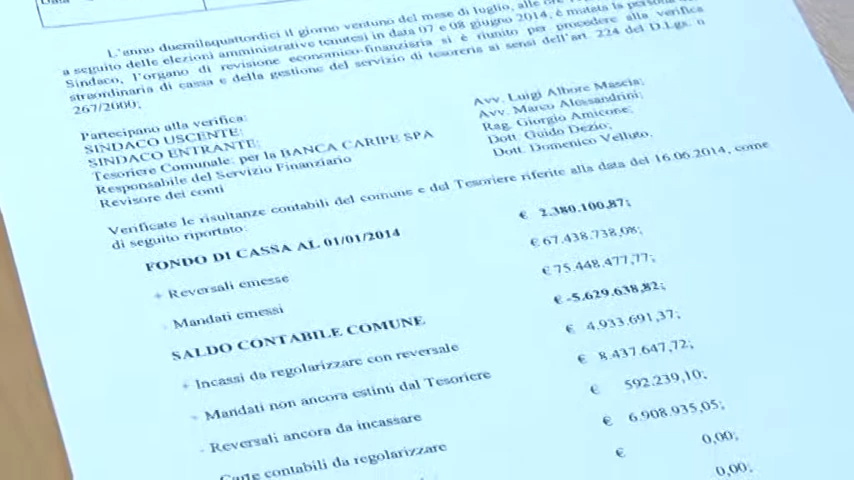 Data
L'anno duemilaquattordici il giorno ventuno del mese di luglio, alle ore
a seguito delle elezioni amministrative tenutesi in data 07 e 08 giugno 2014, è mutata la persona
Sindaco, l'organo di revisione economico-finanziaria si è riunito per procedere alla verifica
straordinaria di cassa e della gestione del servizio di tesoreria ai sensi dell'art. 224 del D.Lgs. n
267/2000;
Partecipano alla verifica:
SINDACO USCENTE: Avv. Luigi Albore Mascia;
SINDACO ENTRANTE: Avv. Marco Alessandrini;
Tesoriere Comunale: per la BANCA CARIPE SPA Rag. Giorgio Amicone;
Responsabile del Servizio Finanziario Dott. Guido Dezio;
Revisore dei conti Dott. Domenico Velluto.
Verificate le risultanze contabili del comune e del Tesoriere riferite alla data del 16.06.2014, come
di seguito riportato:
FONDO DI CASSA AL 01/01/2014 € 2.380.100,87;
+ Reversali emesse € 67.438.738,08;
- Mandati emessi € 75.448.477,77;
SALDO CONTABILE COMUNE € -5.629.638,82;
+ Incassi da regolarizzare con reversale € 4.933.691,37;
+ Mandati non ancora estinti dal Tesoriere € 8.437.647,72;
- Reversali ancora da incassare € 592.239,10;
Carte contabili da regolarizzare € 6.908.935,05;
€ 0,00;
0,00;